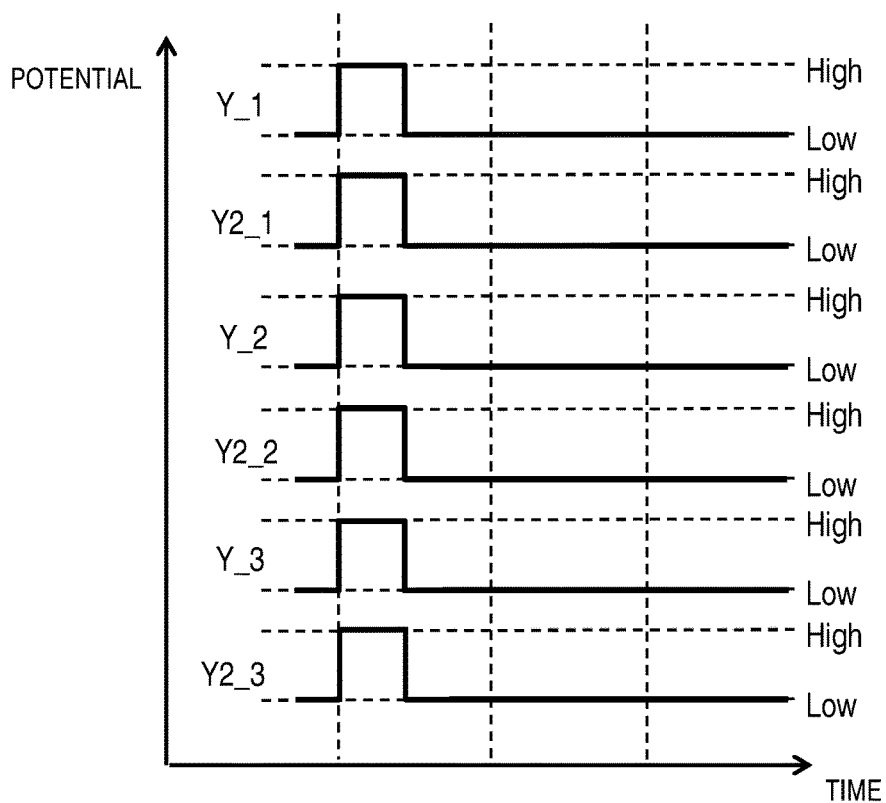 POTENTIAL
High
Y_1
Low
High
Y2_1
Low
High
Y_2
Low
High
Y2_2
Low
High
Y_3
Low
High
Y2_3
Low
TIME